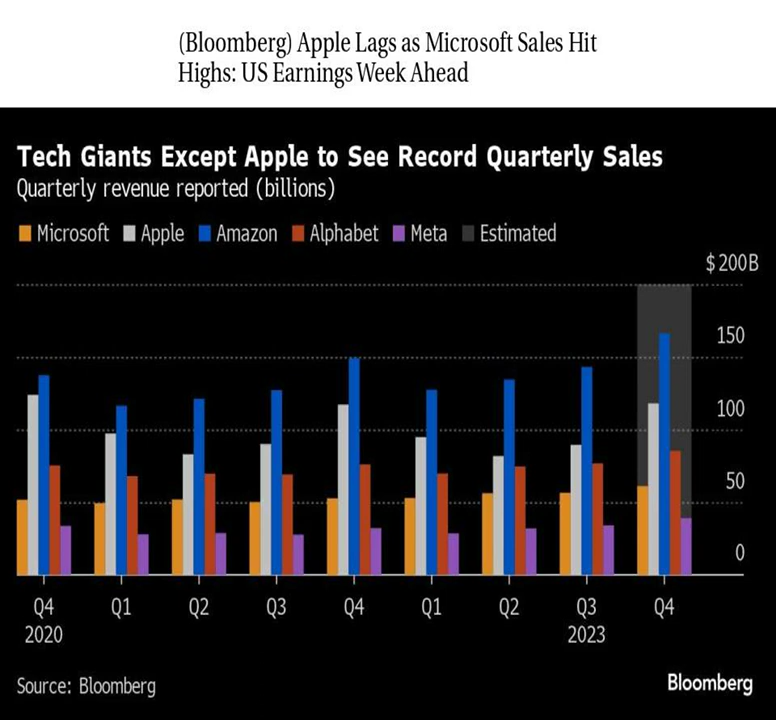 (Bloomberg) Apple Lags as Microsoft Sales Hit
Highs: US Earnings Week Ahead
Tech Giants Except Apple to See Record Quarterly Sales
Quarterly revenue reported (billions)
Microsoft Apple Amazon Alphabet Meta Estimated
$200B
150
100
50
0
Q4 Q1 Q2 Q3 Q4 Q1 Q2 Q3 Q4
2020 2023
Source: Bloomberg
Bloomberg